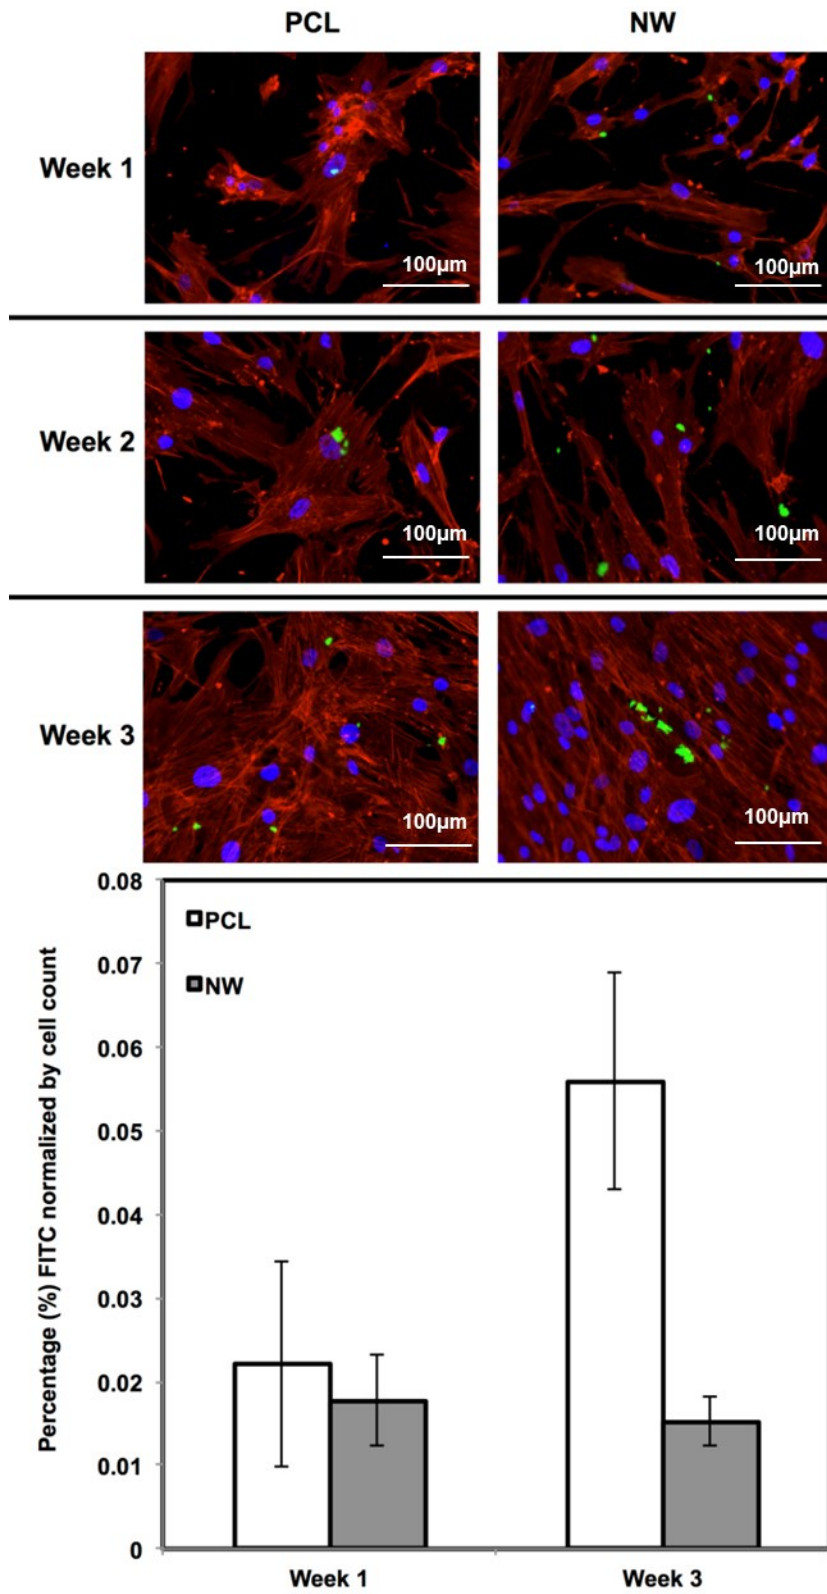 PCL NW
Week 1
100μm 100μm
Week 2
100μm 100μm
Week 3
100μm 100μm
Percentage (%) FITC normalized by cell count
0.08
0.07
0.06
0.05
0.04
0.03
0.02
0.01
0
PCL
NW
Week 1 Week 3